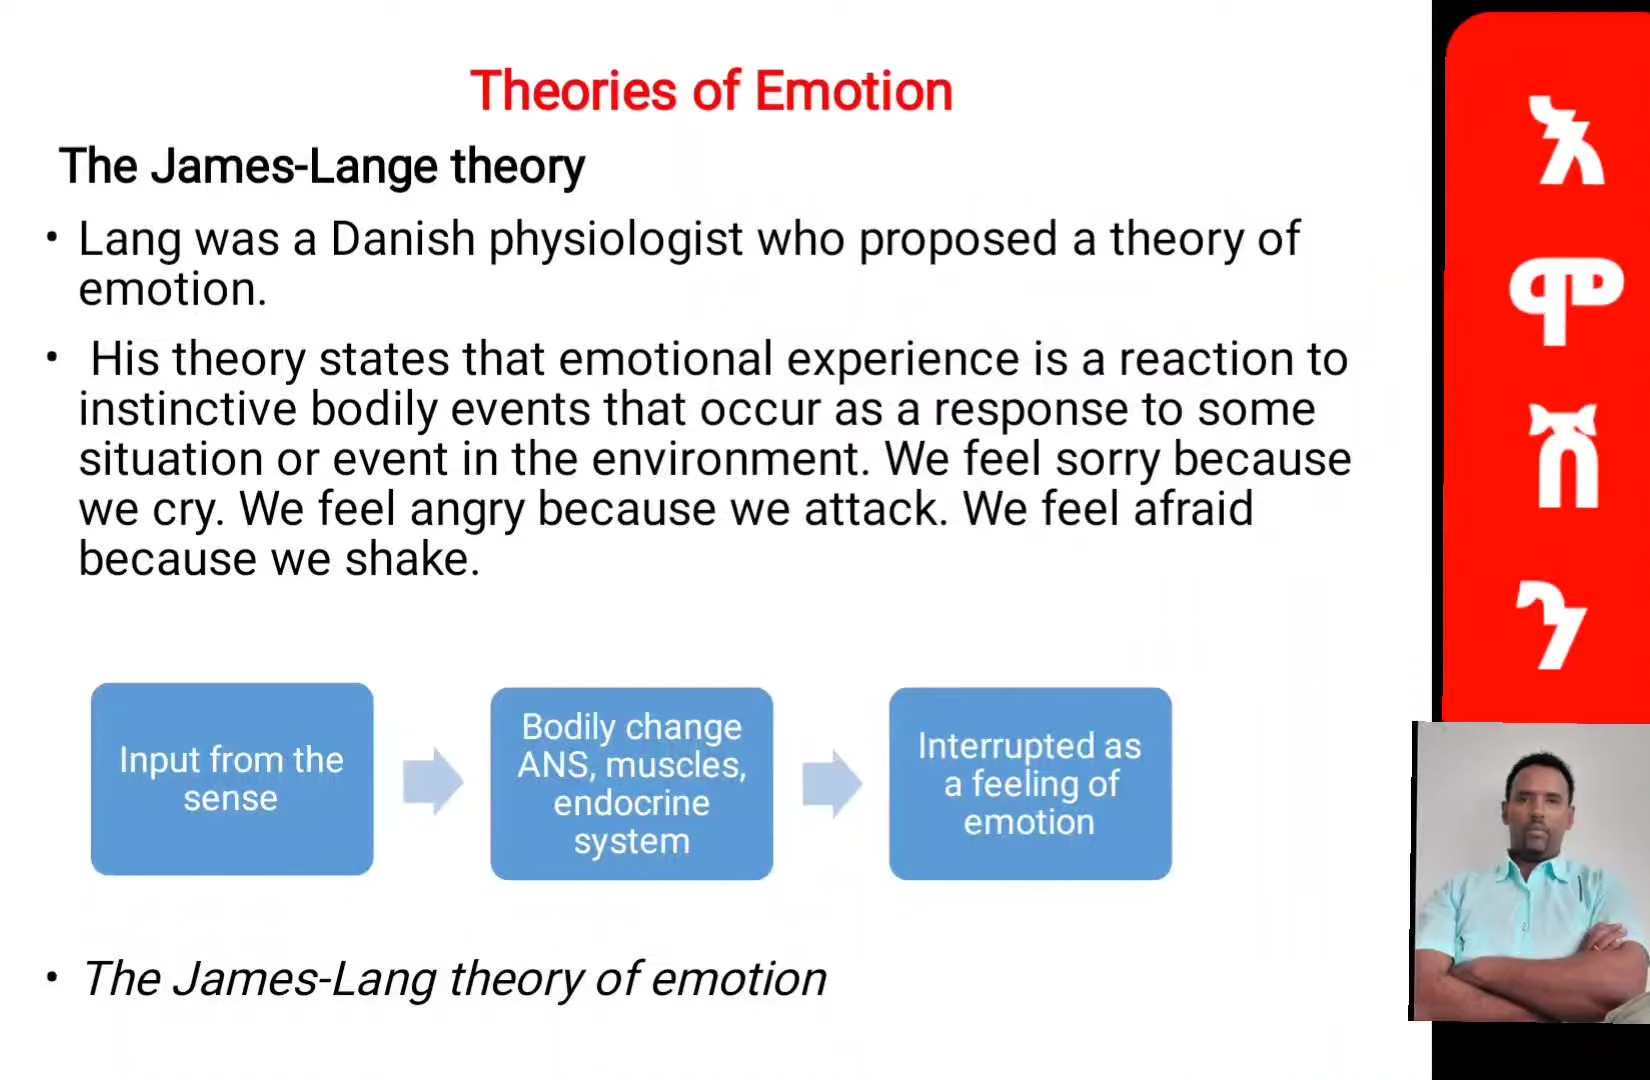 Theories of Emotion
The James-Lange theory
• Lang was a Danish physiologist who proposed a theory of
emotion.
• His theory states that emotional experience is a reaction to
instinctive bodily events that occur as a response to some
situation or event in the environment. We feel sorry because
we cry. We feel angry because we attack. We feel afraid
because we shake.
Input from the
sense
Bodily change
ANS, muscles,
endocrine
system
Interrupted as
a feeling of
emotion
• The James-Lang theory of emotion
እ
ሞ
ሽ
ን